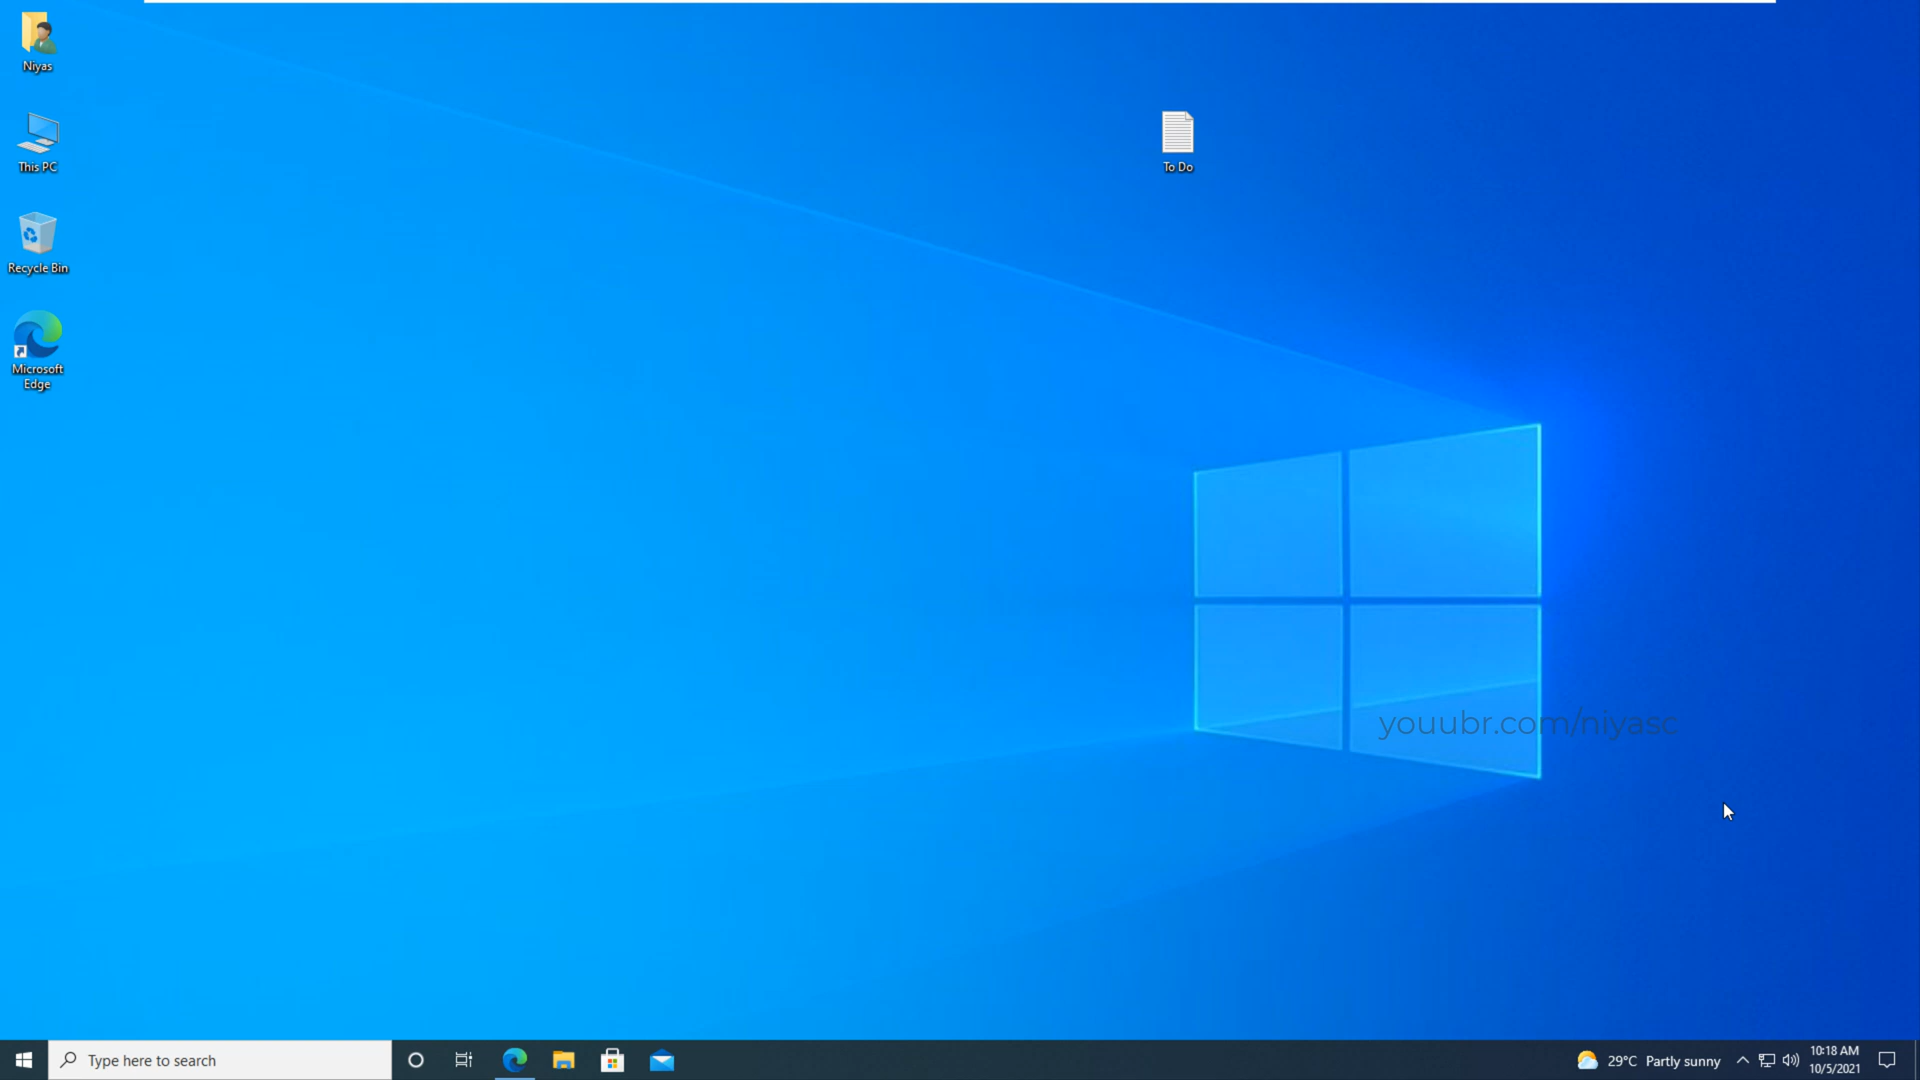 Niyas
This PC
Recycle Bin
Microsoft
Edge
To Do
youubr.com/niyasc
Type here to search
29°C Partly sunny
10:18 AM
10/5/2021